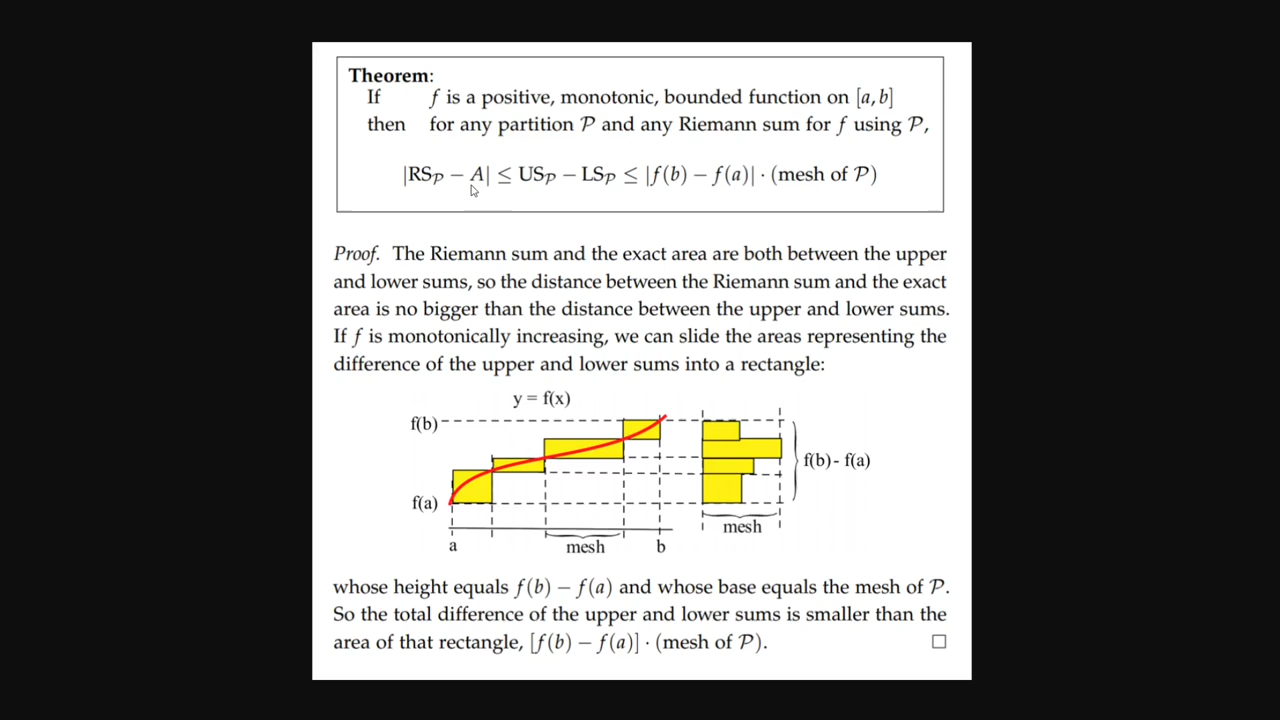 Theorem:
If f is a positive, monotonic, bounded function on [a, b]
then for any partition 𝒫 and any Riemann sum for f using 𝒫,
|RS𝒫 − A| ≤ US𝒫 − LS𝒫 ≤ |f(b) − f(a)| · (mesh of 𝒫)
Proof. The Riemann sum and the exact area are both between the upper
and lower sums, so the distance between the Riemann sum and the exact
area is no bigger than the distance between the upper and lower sums.
If f is monotonically increasing, we can slide the areas representing the
difference of the upper and lower sums into a rectangle:
y = f(x)
f(b)
f(b) - f(a)
f(a)
mesh
a
mesh
b
whose height equals f(b) − f(a) and whose base equals the mesh of 𝒫.
So the total difference of the upper and lower sums is smaller than the
area of that rectangle, [f(b) − f(a)] · (mesh of 𝒫). □